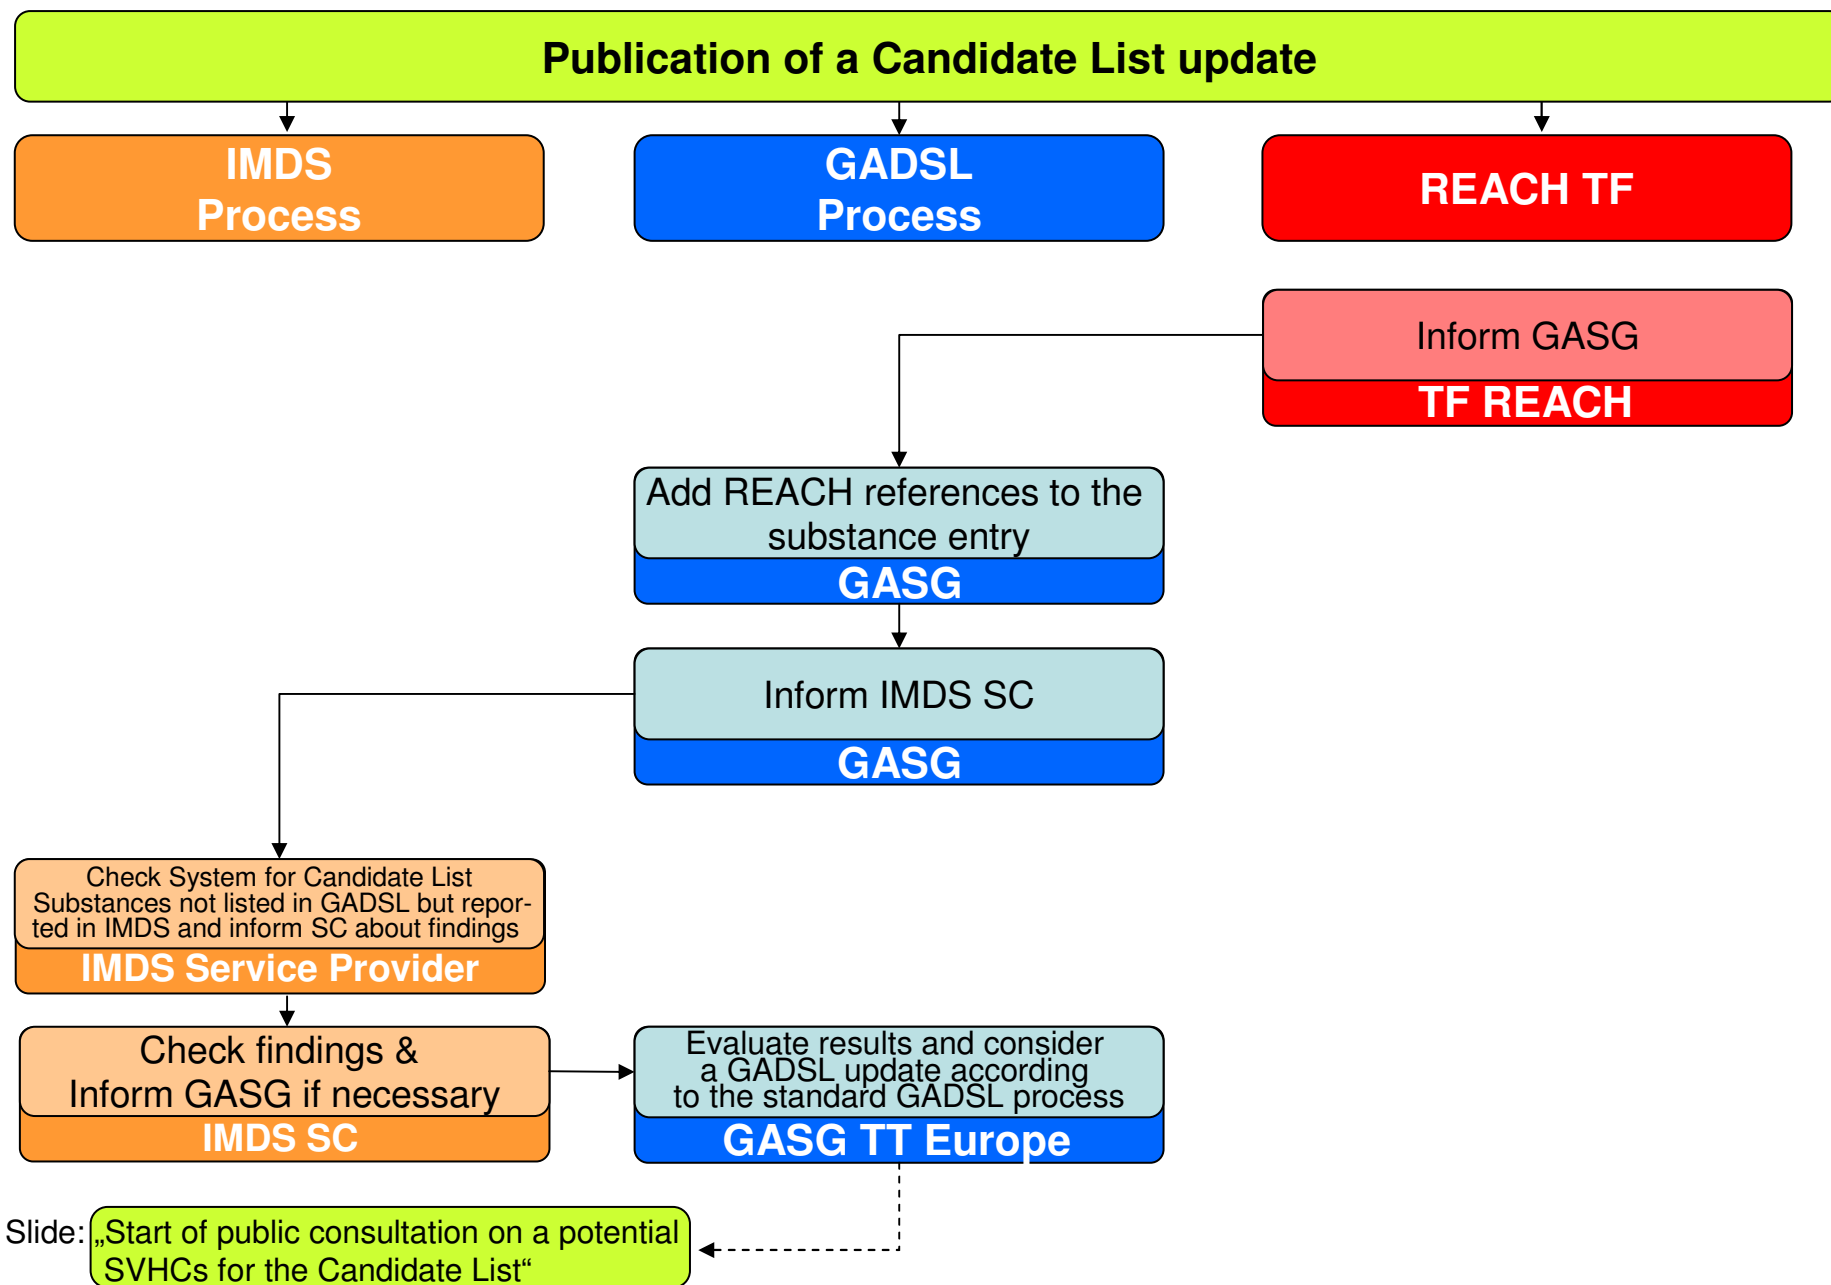 Publication of a Candidate List update
IMDS
Process
GADSL
Process
REACH TF
Inform GASG
TF REACH
Add REACH references to the
substance entry
GASG
Inform IMDS SC
GASG
Check System for Candidate List
Substances not listed in GADSL but repor-
ted in IMDS and inform SC about findings
IMDS Service Provider
Check findings &
Inform GASG if necessary
IMDS SC
Evaluate results and consider
a GADSL update according
to the standard GADSL process
GASG TT Europe
Slide: „Start of public consultation on a potential
SVHCs for the Candidate List“